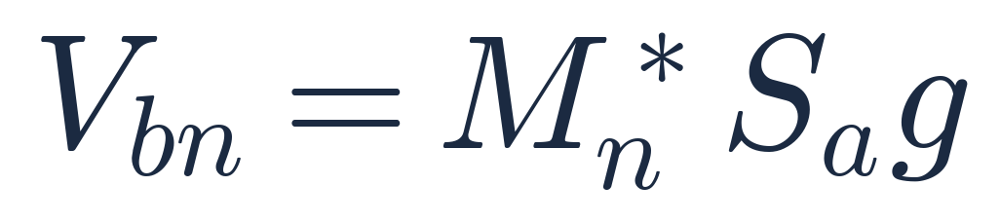 V_{bn} = M_n^* S_a g